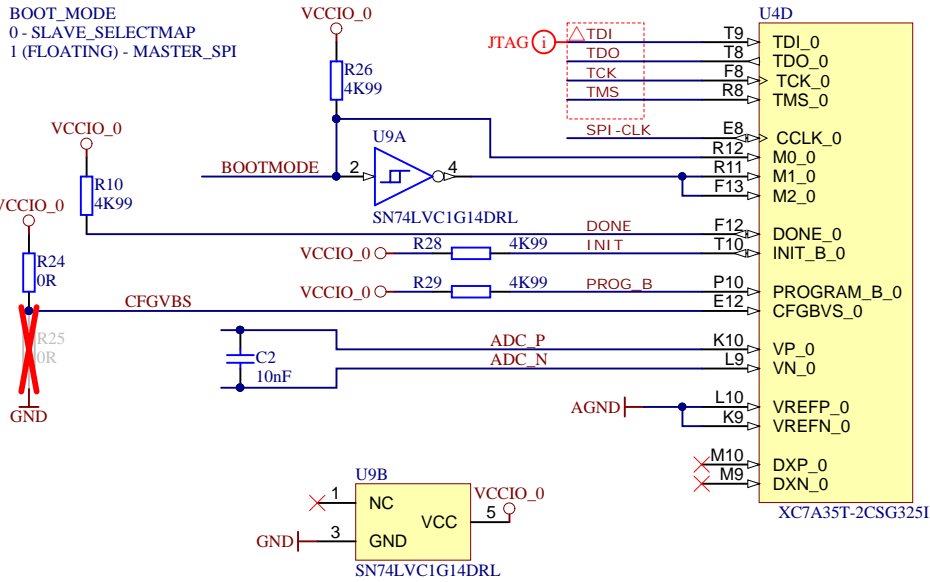 BOOT_MODE
0 - SLAVE_SELECTMAP
1 (FLOATING) - MASTER_SPI
VCCIO_0
R26
4K99
U4D
JTAG
i
TDI
T9
TDI_0
TDO
T8
TDO_0
TCK
F8
TCK_0
TMS
R8
TMS_0
SPI-CLK
E8
CCLK_0
R12
M0_0
R11
M1_0
F13
M2_0
VCCIO_0
R10
4K99
U9A
BOOTMODE
2
4
SN74LVC1G14DRL
VCCIO_0
R24
0R
DONE
F12
DONE_0
VCCIO_0
R28
4K99
INIT
T10
INIT_B_0
VCCIO_0
R29
4K99
PROG_B
P10
PROGRAM_B_0
CFGVBS
E12
CFGBVS_0
R25
0R
GND
C2
10nF
ADC_P
K10
VP_0
ADC_N
L9
VN_0
AGND
L10
VREFP_0
K9
VREFN_0
M10
DXP_0
M9
DXN_0
XC7A35T-2CSG325I
U9B
1
NC
VCC
5
VCCIO_0
GND
3
GND
SN74LVC1G14DRL